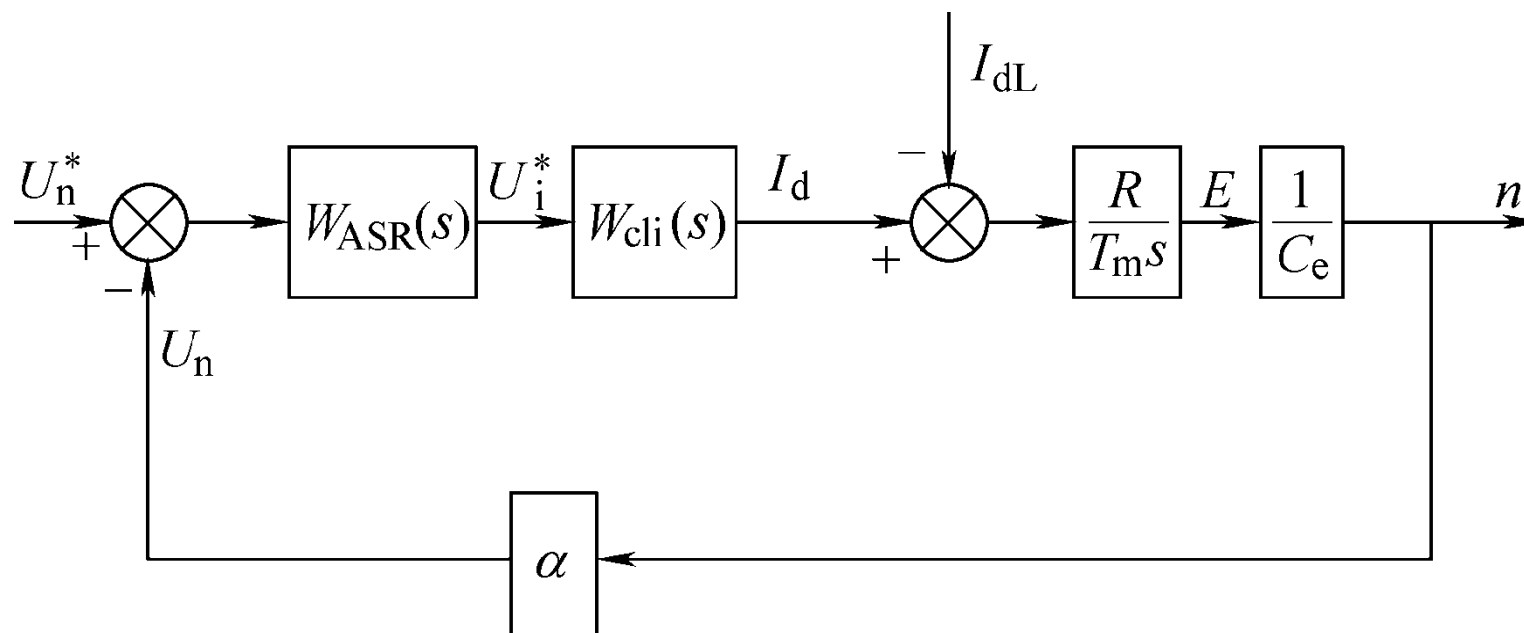 I_dL
U_n^* + − W_ASR(s) U_i^* W_cli(s) I_d + − R/(T_m s) E 1/C_e n
U_n
α